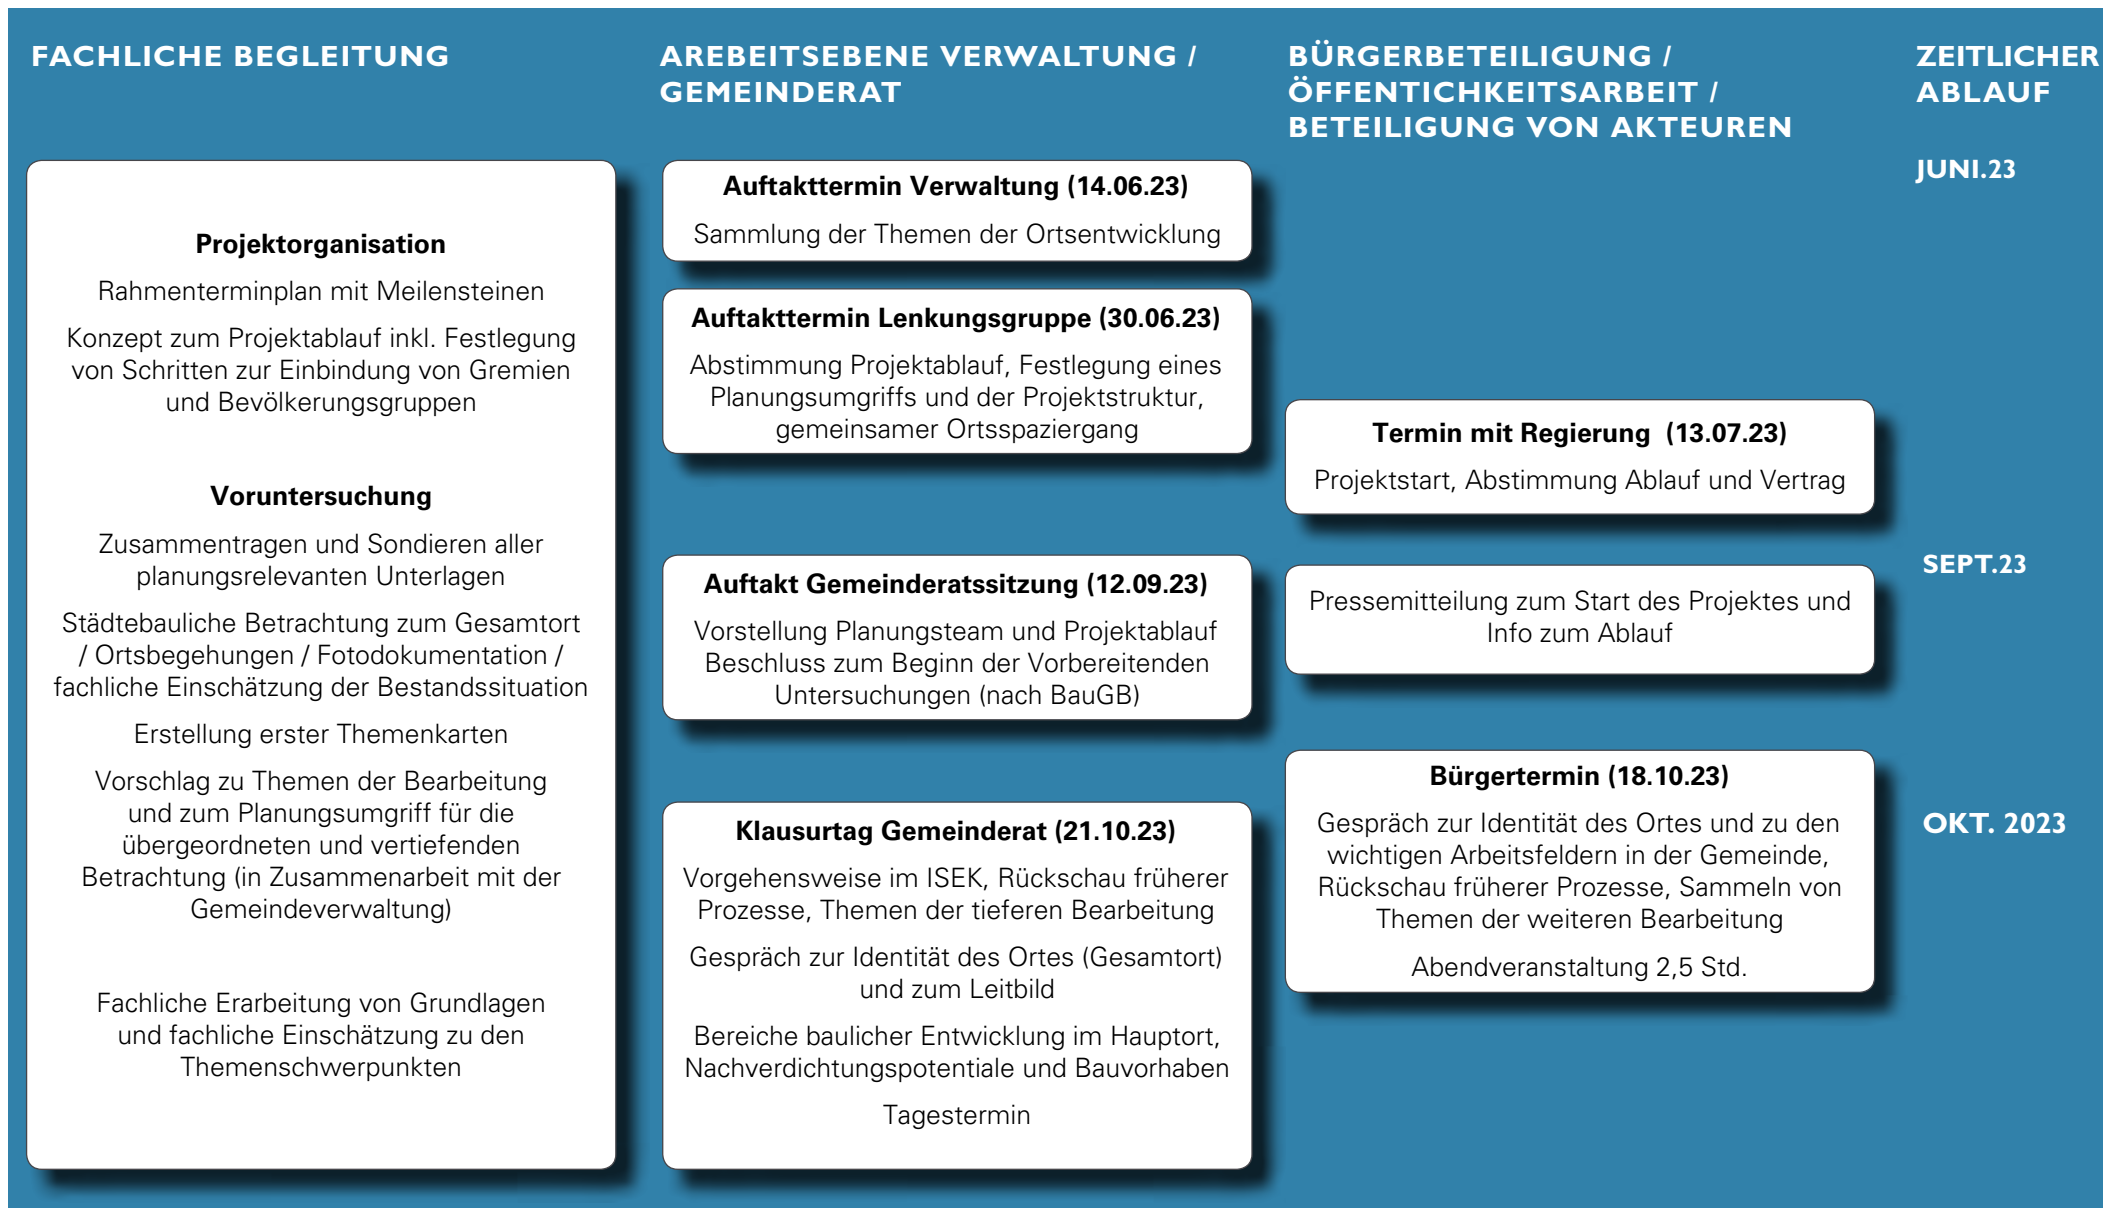 FACHLICHE BEGLEITUNG
AREBEITSEBENE VERWALTUNG /
GEMEINDERAT
BÜRGERBETEILIGUNG /
ÖFFENTICHKEITSARBEIT /
BETEILIGUNG VON AKTEUREN
ZEITLICHER
ABLAUF
Projektorganisation
Rahmenterminplan mit Meilensteinen
Konzept zum Projektablauf inkl. Festlegung
von Schritten zur Einbindung von Gremien
und Bevölkerungsgruppen
Voruntersuchung
Zusammentragen und Sondieren aller
planungsrelevanten Unterlagen
Städtebauliche Betrachtung zum Gesamtort
/ Ortsbegehungen / Fotodokumentation /
fachliche Einschätzung der Bestandssituation
Erstellung erster Themenkarten
Vorschlag zu Themen der Bearbeitung
und zum Planungsumgriff für die
übergeordneten und vertiefenden
Betrachtung (in Zusammenarbeit mit der
Gemeindeverwaltung)
Fachliche Erarbeitung von Grundlagen
und fachliche Einschätzung zu den
Themenschwerpunkten
Auftakttermin Verwaltung (14.06.23)
Sammlung der Themen der Ortsentwicklung
Auftakttermin Lenkungsgruppe (30.06.23)
Abstimmung Projektablauf, Festlegung eines
Planungsumgriffs und der Projektstruktur,
gemeinsamer Ortsspaziergang
Auftakt Gemeinderatssitzung (12.09.23)
Vorstellung Planungsteam und Projektablauf
Beschluss zum Beginn der Vorbereitenden
Untersuchungen (nach BauGB)
Klausurtag Gemeinderat (21.10.23)
Vorgehensweise im ISEK, Rückschau früherer
Prozesse, Themen der tieferen Bearbeitung
Gespräch zur Identität des Ortes (Gesamtort)
und zum Leitbild
Bereiche baulicher Entwicklung im Hauptort,
Nachverdichtungspotentiale und Bauvorhaben
Tagestermin
Termin mit Regierung (13.07.23)
Projektstart, Abstimmung Ablauf und Vertrag
Pressemitteilung zum Start des Projektes und
Info zum Ablauf
Bürgertermin (18.10.23)
Gespräch zur Identität des Ortes und zu den
wichtigen Arbeitsfeldern in der Gemeinde,
Rückschau früherer Prozesse, Sammeln von
Themen der weiteren Bearbeitung
Abendveranstaltung 2,5 Std.
JUNI.23
SEPT.23
OKT. 2023